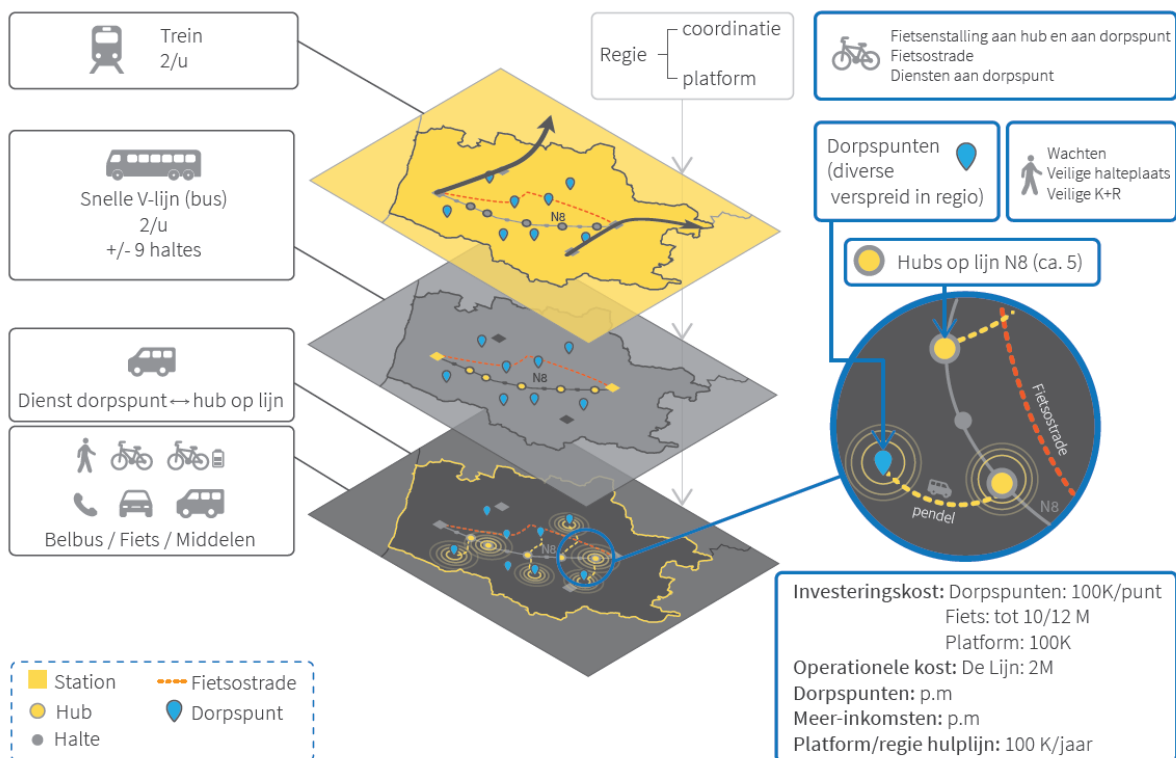 Trein
2/u
Regie
coordinatie
platform
Fietsenstalling aan hub en aan dorpspunt
Fietsostrade
Diensten aan dorpspunt
Snelle V-lijn (bus)
2/u
+/- 9 haltes
Dorpspunten
(diverse
verspreid in regio)
Wachten
Veilige halteplaats
Veilige K+R
Hubs op lijn N8 (ca. 5)
N8
N8
N8
Dienst dorpspunt ↔ hub op lijn
Belbus / Fiets / Middelen
Fietsostrade
pendel
N8
Investeringskost: Dorpspunten: 100K/punt
Fiets: tot 10/12 M
Platform: 100K
Operationele kost: De Lijn: 2M
Dorpspunten: p.m
Meer-inkomsten: p.m
Platform/regie hulplijn: 100 K/jaar
Station
Fietsostrade
Hub
Dorpspunt
Halte